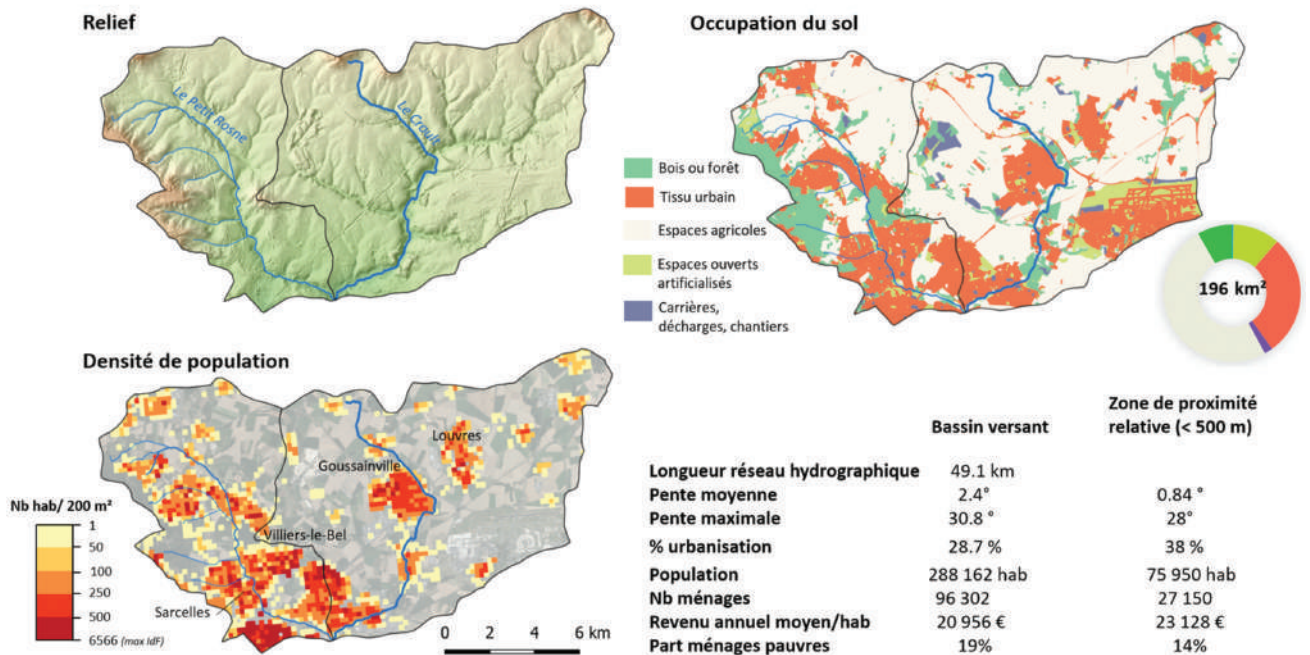 Relief
Le Petit Rosne
Le Croult
Occupation du sol
Bois ou forêt
Tissu urbain
Espaces agricoles
Espaces ouverts
artificialisés
Carrières,
décharges, chantiers
196 km²
Densité de population
Louvres
Goussainville
Villiers-le-Bel
Sarcelles
Nb hab/ 200 m²
1
50
100
250
500
6566 (max IdF)
0 2 4 6 km
Bassin versant Zone de proximité relative (< 500 m)
Longueur réseau hydrographique 49.1 km
Pente moyenne 2.4° 0.84 °
Pente maximale 30.8 ° 28°
% urbanisation 28.7 % 38 %
Population 288 162 hab 75 950 hab
Nb ménages 96 302 27 150
Revenu annuel moyen/hab 20 956 € 23 128 €
Part ménages pauvres 19% 14%